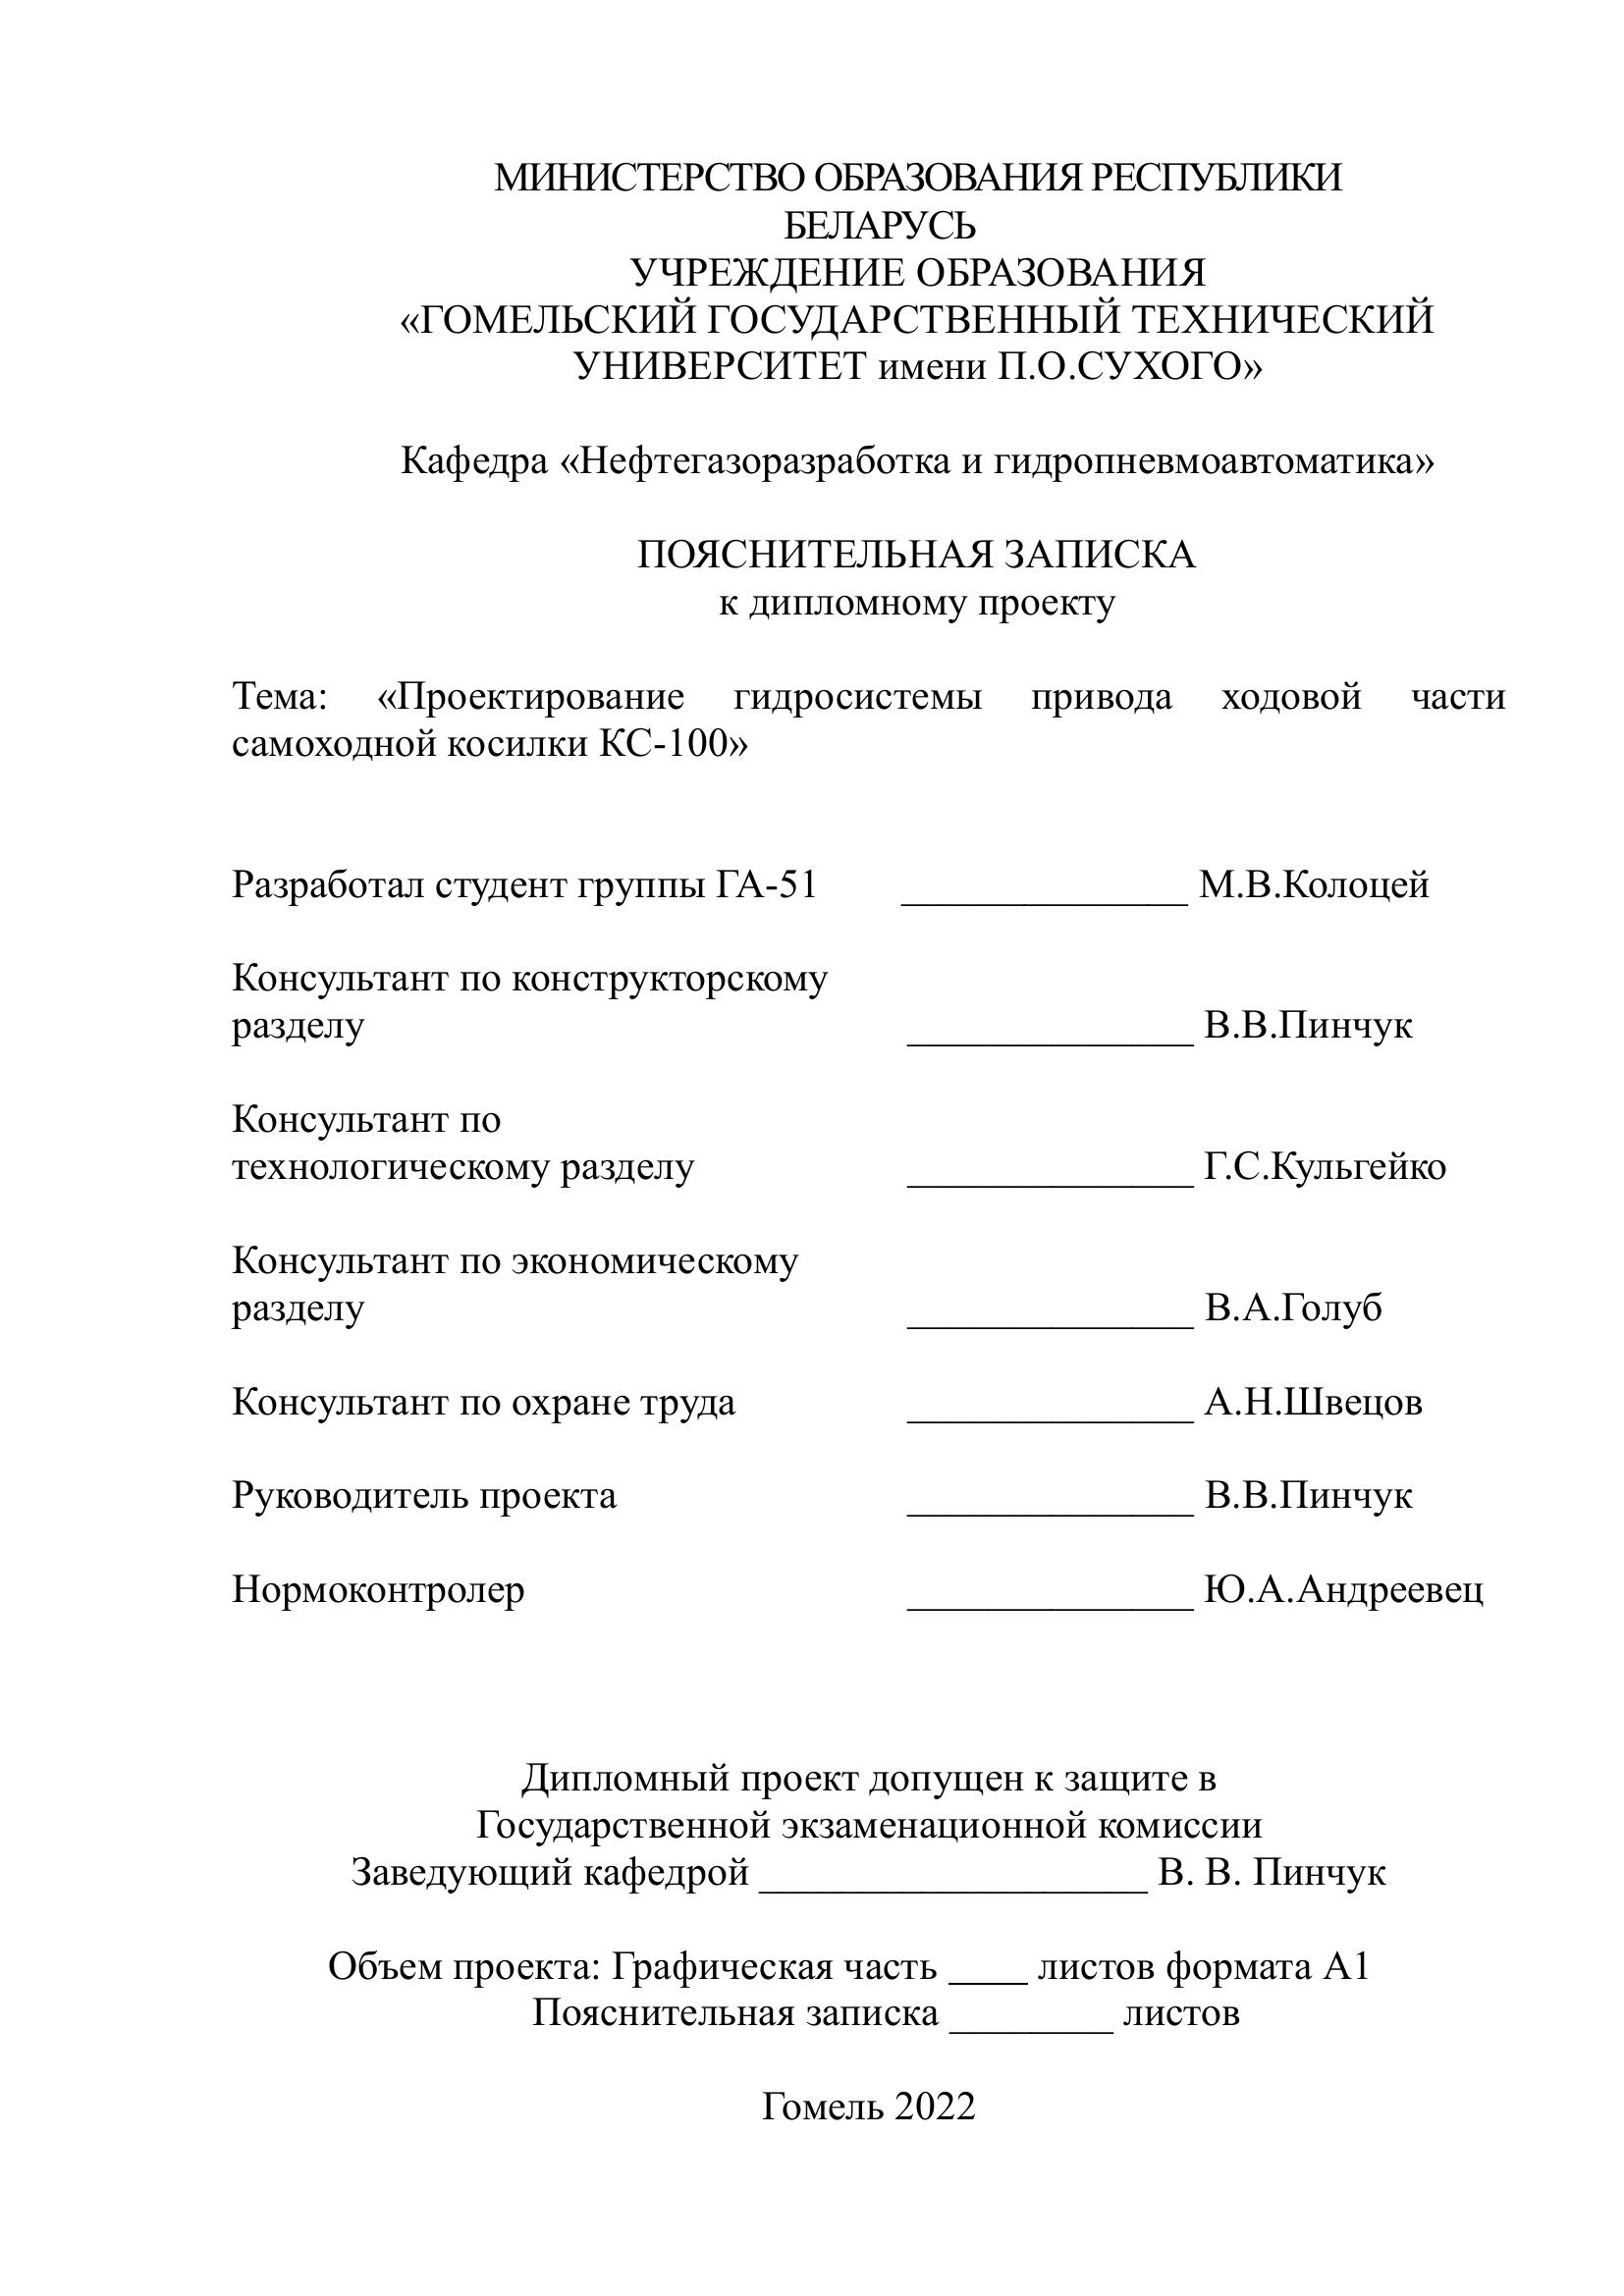 МИНИСТЕРСТВО ОБРАЗОВАНИЯ РЕСПУБЛИКИ
БЕЛАРУСЬ
УЧРЕЖДЕНИЕ ОБРАЗОВАНИЯ
«ГОМЕЛЬСКИЙ ГОСУДАРСТВЕННЫЙ ТЕХНИЧЕСКИЙ
УНИВЕРСИТЕТ имени П.О.СУХОГО»
Кафедра «Нефтегазоразработка и гидропневмоавтоматика»
ПОЯСНИТЕЛЬНАЯ ЗАПИСКА
к дипломному проекту
Тема: «Проектирование гидросистемы привода ходовой части
самоходной косилки КС-100»
Разработал студент группы ГА-51 ______________ М.В.Колоцей
Консультант по конструкторскому
разделу ______________ В.В.Пинчук
Консультант по
технологическому разделу ______________ Г.С.Кульгейко
Консультант по экономическому
разделу ______________ В.А.Голуб
Консультант по охране труда ______________ А.Н.Швецов
Руководитель проекта ______________ В.В.Пинчук
Нормоконтролер ______________ Ю.А.Андреевец
Дипломный проект допущен к защите в
Государственной экзаменационной комиссии
Заведующий кафедрой ___________________ В. В. Пинчук
Объем проекта: Графическая часть ____ листов формата А1
Пояснительная записка ________ листов
Гомель 2022